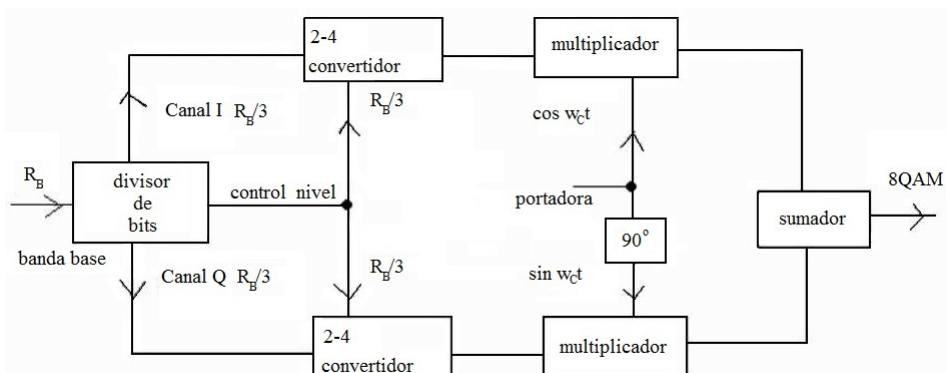 2-4
convertidor
multiplicador
Canal I R_B/3
R_B/3
cos w_Ct
R_B
divisor
de
bits
control nivel
portadora
8QAM
sumador
90°
banda base
Canal Q R_B/3
R_B/3
sin w_Ct
2-4
convertidor
multiplicador